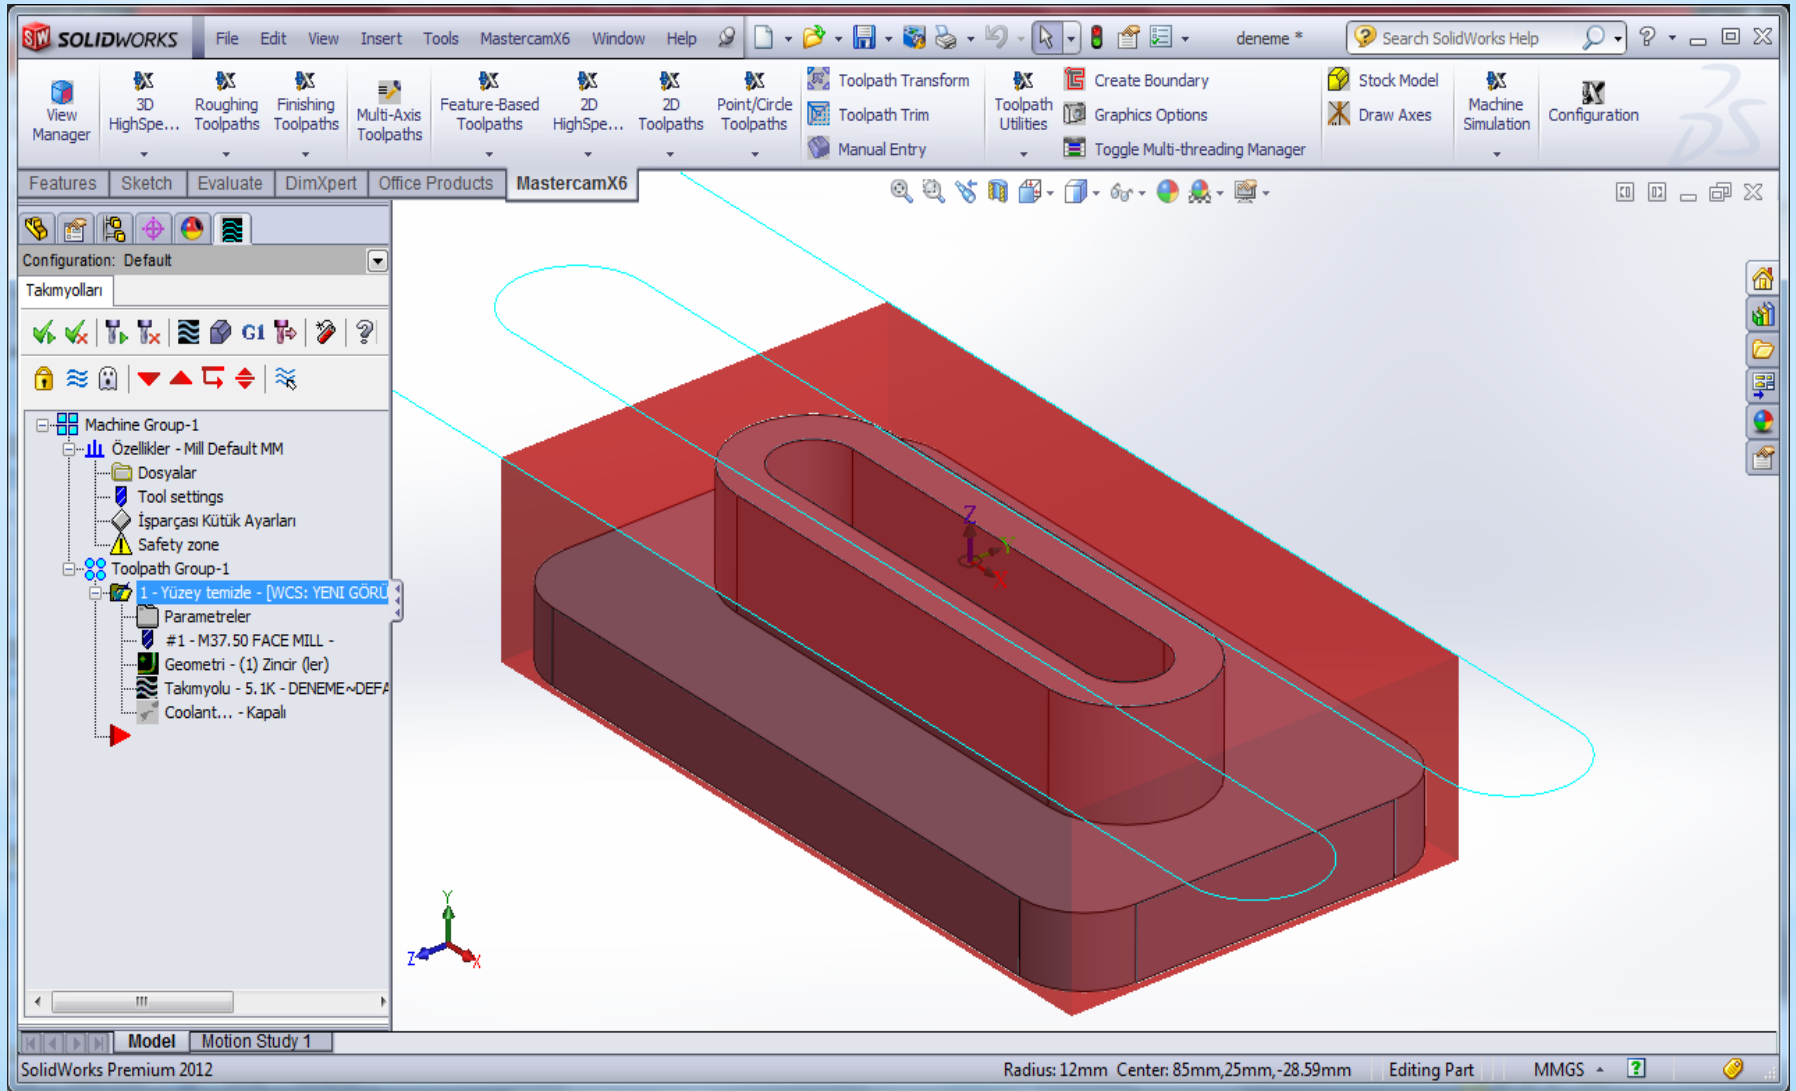 SOLIDWORKS File Edit View Insert Tools MastercamX6 Window Help deneme * Search SolidWorks Help
View Manager
3D HighSpe...
Roughing Toolpaths
Finishing Toolpaths
Multi-Axis Toolpaths
Feature-Based Toolpaths
2D HighSpe...
2D Toolpaths
Point/Circle Toolpaths
Toolpath Transform
Toolpath Trim
Manual Entry
Toolpath Utilities
Create Boundary
Graphics Options
Toggle Multi-threading Manager
Stock Model
Draw Axes
Machine Simulation
Configuration
Features Sketch Evaluate DimXpert Office Products MastercamX6
Configuration: Default
Takımyolları
G1
Machine Group-1
Özellikler - Mill Default MM
Dosyalar
Tool settings
İşparçası Kütük Ayarları
Safety zone
Toolpath Group-1
1 - Yüzey temizle - [WCS: YENI GÖRÜ
Parametreler
#1 - M37.50 FACE MILL -
Geometri - (1) Zincir (ler)
Takımyolu - 5.1K - DENEME~DEFA
Coolant... - Kapalı
Z
Y
X
Y
Z
X
Model Motion Study 1
SolidWorks Premium 2012 Radius: 12mm Center: 85mm,25mm,-28.59mm Editing Part MMGS